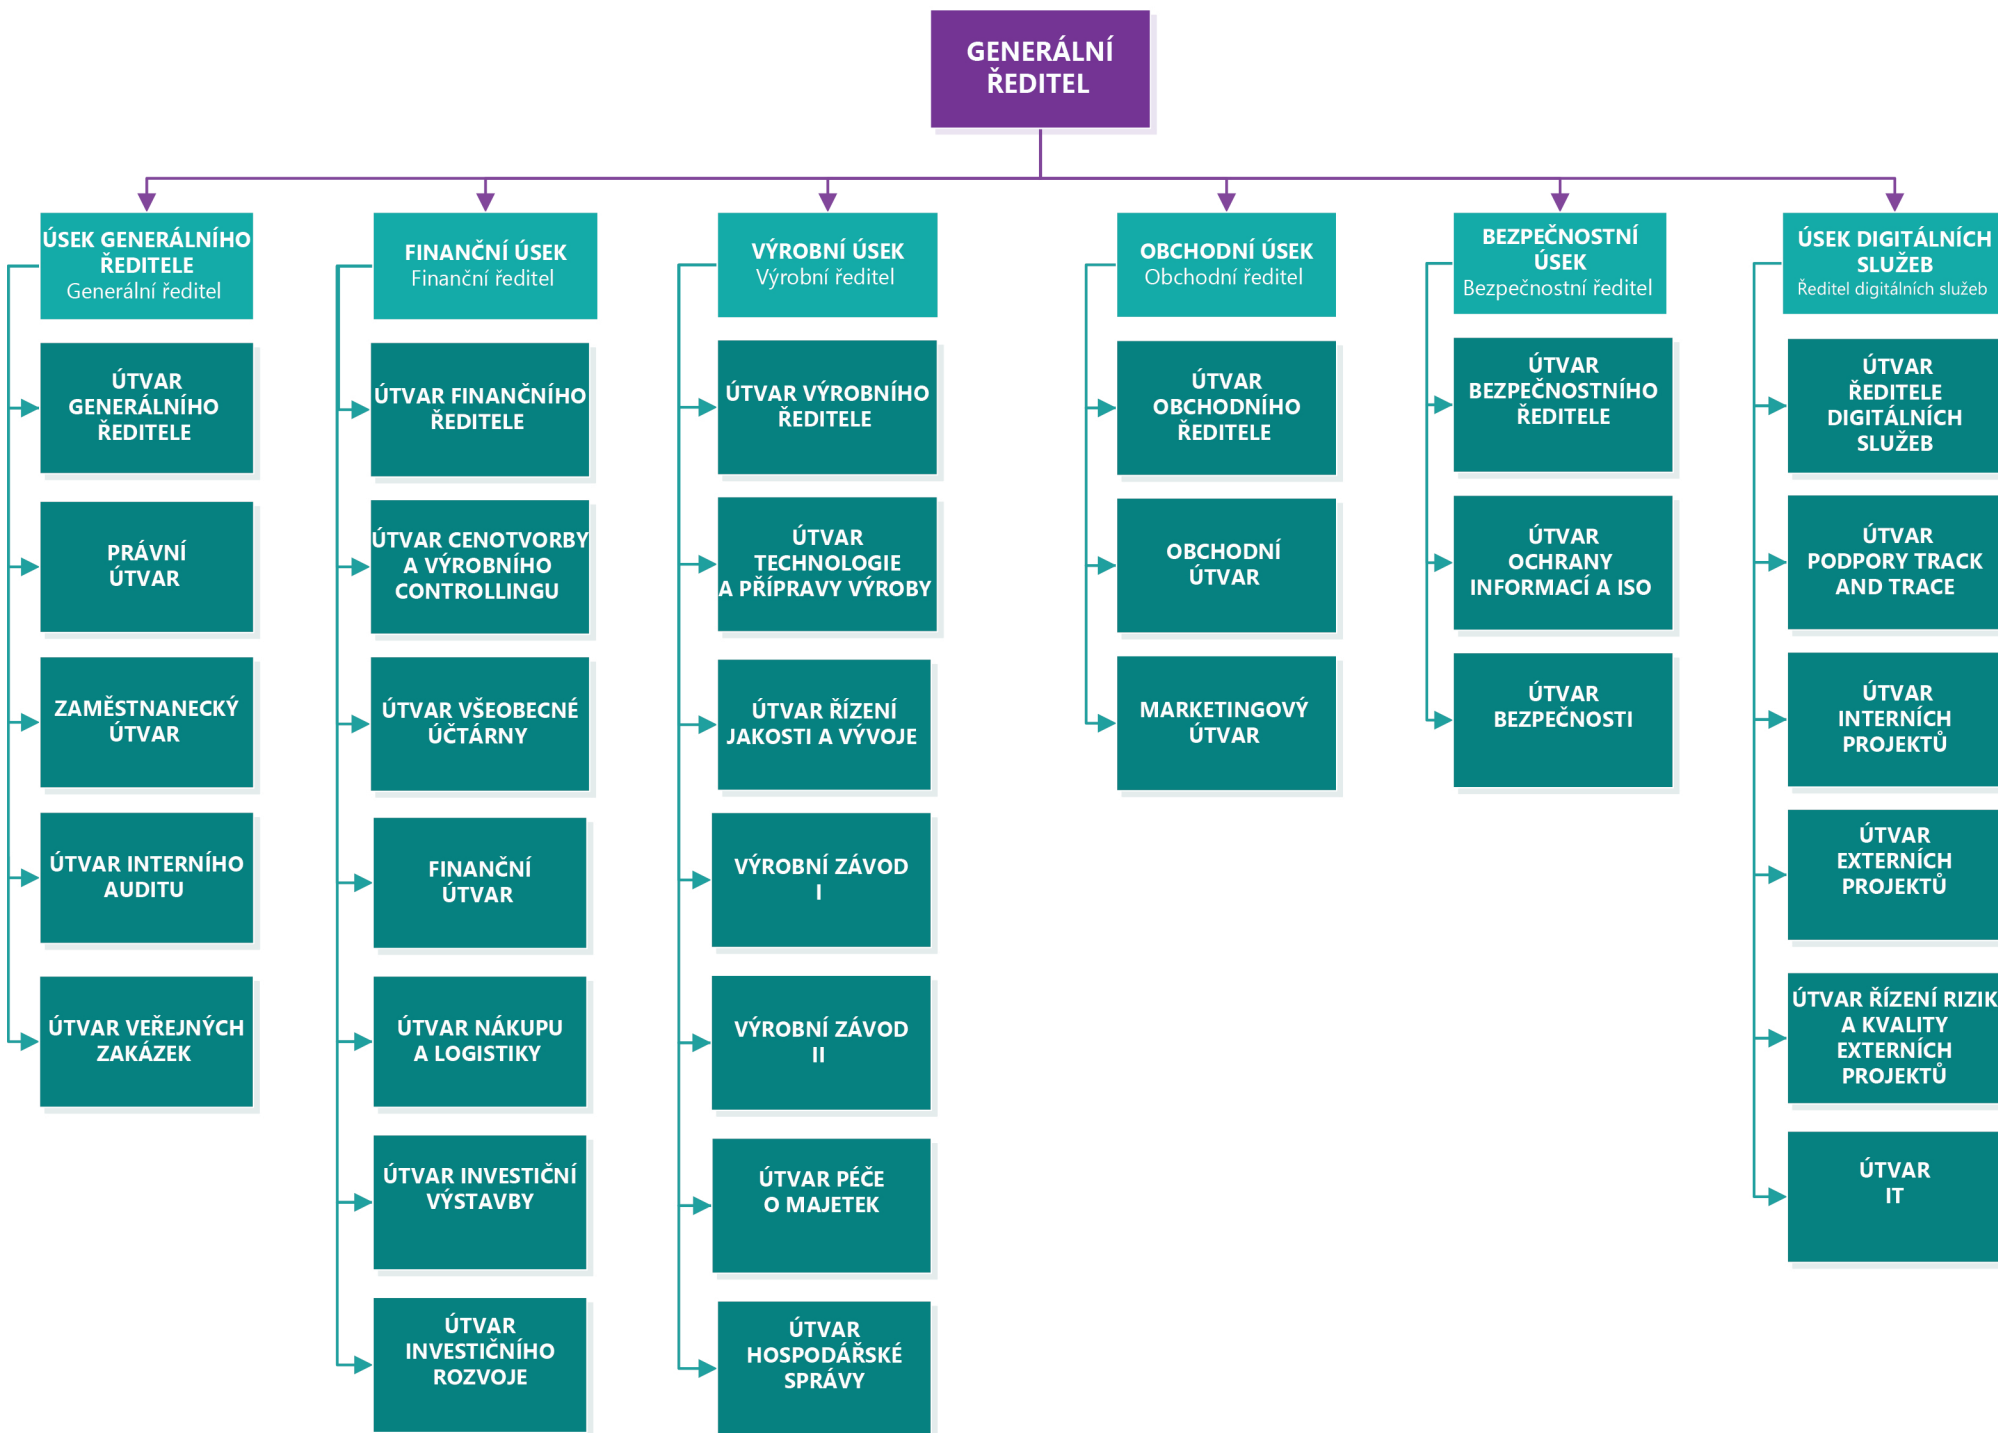 GENERÁLNÍ
ŘEDITEL
ÚSEK GENERÁLNÍHO
ŘEDITELE
Generální ředitel
ÚTVAR
GENERÁLNÍHO
ŘEDITELE
PRÁVNÍ
ÚTVAR
ZAMĚSTNANECKÝ
ÚTVAR
ÚTVAR INTERNÍHO
AUDITU
ÚTVAR VEŘEJNÝCH
ZAKÁZEK
FINANČNÍ ÚSEK
Finanční ředitel
ÚTVAR FINANČNÍHO
ŘEDITELE
ÚTVAR CENOTVORBY
A VÝROBNÍHO
CONTROLLINGU
ÚTVAR VŠEOBECNÉ
ÚČTÁRNY
FINANČNÍ
ÚTVAR
ÚTVAR NÁKUPU
A LOGISTIKY
ÚTVAR INVESTIČNÍ
VÝSTAVBY
ÚTVAR
INVESTIČNÍHO
ROZVOJE
VÝROBNÍ ÚSEK
Výrobní ředitel
ÚTVAR VÝROBNÍHO
ŘEDITELE
ÚTVAR
TECHNOLOGIE
A PŘÍPRAVY VÝROBY
ÚTVAR ŘÍZENÍ
JAKOSTI A VÝVOJE
VÝROBNÍ ZÁVOD
I
VÝROBNÍ ZÁVOD
II
ÚTVAR PÉČE
O MAJETEK
ÚTVAR
HOSPODÁŘSKÉ
SPRÁVY
OBCHODNÍ ÚSEK
Obchodní ředitel
ÚTVAR
OBCHODNÍHO
ŘEDITELE
OBCHODNÍ
ÚTVAR
MARKETINGOVÝ
ÚTVAR
BEZPEČNOSTNÍ
ÚSEK
Bezpečnostní ředitel
ÚTVAR
BEZPEČNOSTNÍHO
ŘEDITELE
ÚTVAR
OCHRANY
INFORMACÍ A ISO
ÚTVAR
BEZPEČNOSTI
ÚSEK DIGITÁLNÍCH
SLUŽEB
Ředitel digitálních služeb
ÚTVAR
ŘEDITELE
DIGITÁLNÍCH
SLUŽEB
ÚTVAR
PODPORY TRACK
AND TRACE
ÚTVAR
INTERNÍCH
PROJEKTŮ
ÚTVAR
EXTERNÍCH
PROJEKTŮ
ÚTVAR ŘÍZENÍ RIZIK
A KVALITY
EXTERNÍCH
PROJEKTŮ
ÚTVAR
IT